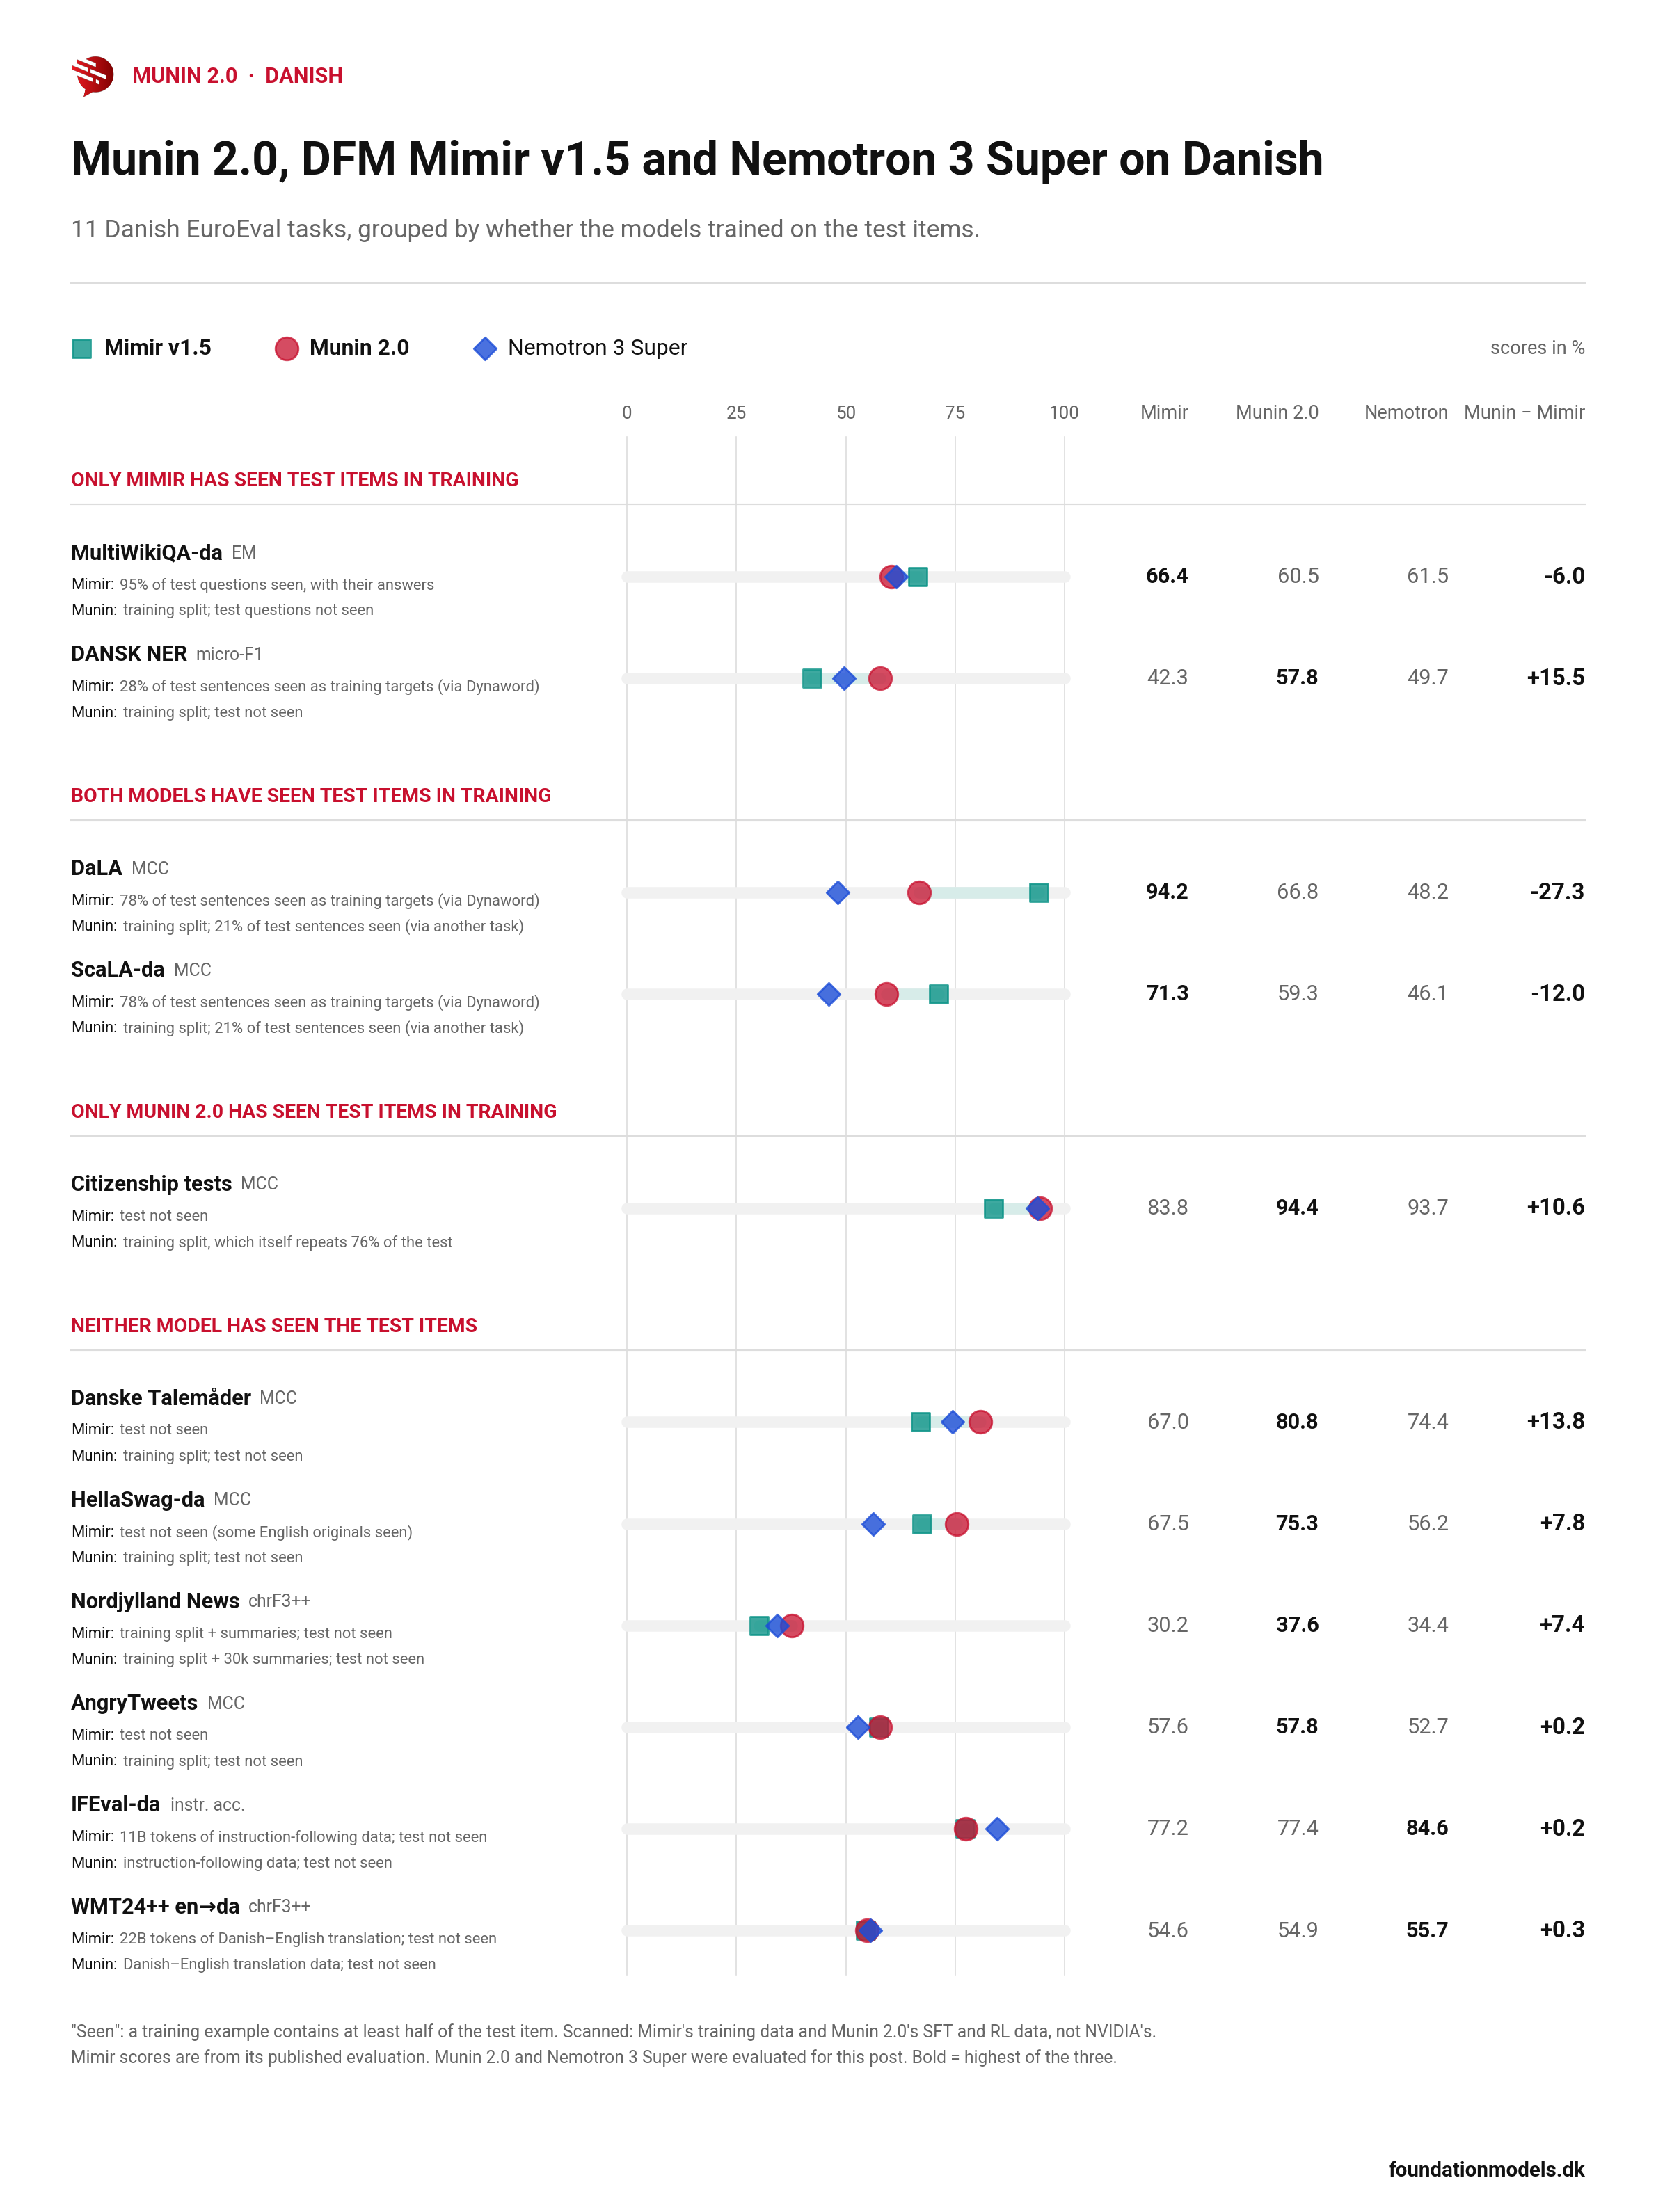 MUNIN 2.0 · DANISH
Munin 2.0, DFM Mimir v1.5 and Nemotron 3 Super on Danish
11 Danish EuroEval tasks, grouped by whether the models trained on the test items.
Mimir v1.5 Munin 2.0 Nemotron 3 Super scores in %
0 25 50 75 100 Mimir Munin 2.0 Nemotron Munin − Mimir
ONLY MIMIR HAS SEEN TEST ITEMS IN TRAINING
MultiWikiQA-da EM
Mimir: 95% of test questions seen, with their answers
Munin: training split; test questions not seen
66.4 60.5 61.5 -6.0
DANSK NER micro-F1
Mimir: 28% of test sentences seen as training targets (via Dynaword)
Munin: training split; test not seen
42.3 57.8 49.7 +15.5
BOTH MODELS HAVE SEEN TEST ITEMS IN TRAINING
DaLA MCC
Mimir: 78% of test sentences seen as training targets (via Dynaword)
Munin: training split; 21% of test sentences seen (via another task)
94.2 66.8 48.2 -27.3
ScaLA-da MCC
Mimir: 78% of test sentences seen as training targets (via Dynaword)
Munin: training split; 21% of test sentences seen (via another task)
71.3 59.3 46.1 -12.0
ONLY MUNIN 2.0 HAS SEEN TEST ITEMS IN TRAINING
Citizenship tests MCC
Mimir: test not seen
Munin: training split, which itself repeats 76% of the test
83.8 94.4 93.7 +10.6
NEITHER MODEL HAS SEEN THE TEST ITEMS
Danske Talemåder MCC
Mimir: test not seen
Munin: training split; test not seen
67.0 80.8 74.4 +13.8
HellaSwag-da MCC
Mimir: test not seen (some English originals seen)
Munin: training split; test not seen
67.5 75.3 56.2 +7.8
Nordjylland News chrF3++
Mimir: training split + summaries; test not seen
Munin: training split + 30k summaries; test not seen
30.2 37.6 34.4 +7.4
AngryTweets MCC
Mimir: test not seen
Munin: training split; test not seen
57.6 57.8 52.7 +0.2
IFEval-da instr. acc.
Mimir: 11B tokens of instruction-following data; test not seen
Munin: instruction-following data; test not seen
77.2 77.4 84.6 +0.2
WMT24++ en→da chrF3++
Mimir: 22B tokens of Danish–English translation; test not seen
Munin: Danish–English translation data; test not seen
54.6 54.9 55.7 +0.3
"Seen": a training example contains at least half of the test item. Scanned: Mimir's training data and Munin 2.0's SFT and RL data, not NVIDIA's.
Mimir scores are from its published evaluation. Munin 2.0 and Nemotron 3 Super were evaluated for this post. Bold = highest of the three.
foundationmodels.dk